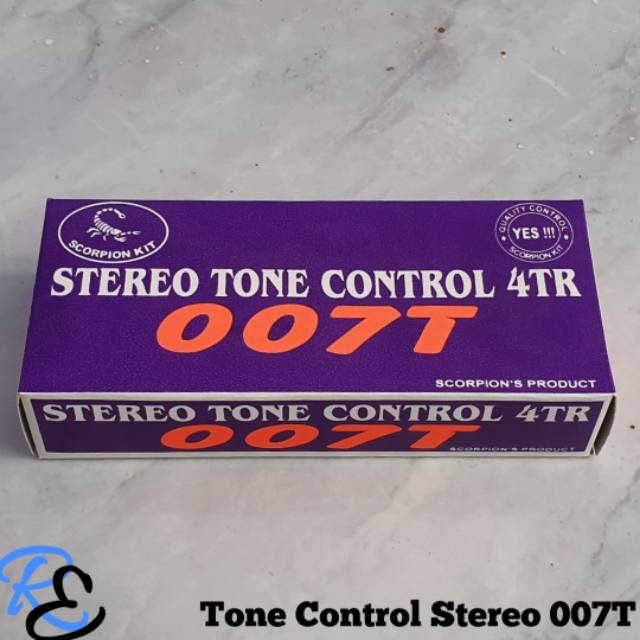 SCORPION KIT
QUALITY CONTROL
YES !!!
SCORPION KIT
STEREO TONE CONTROL 4TR
007T
SCORPION'S PRODUCT
STEREO TONE CONTROL 4TR
007T
SCORPION'S PRODUCT
RE
Tone Control Stereo 007T